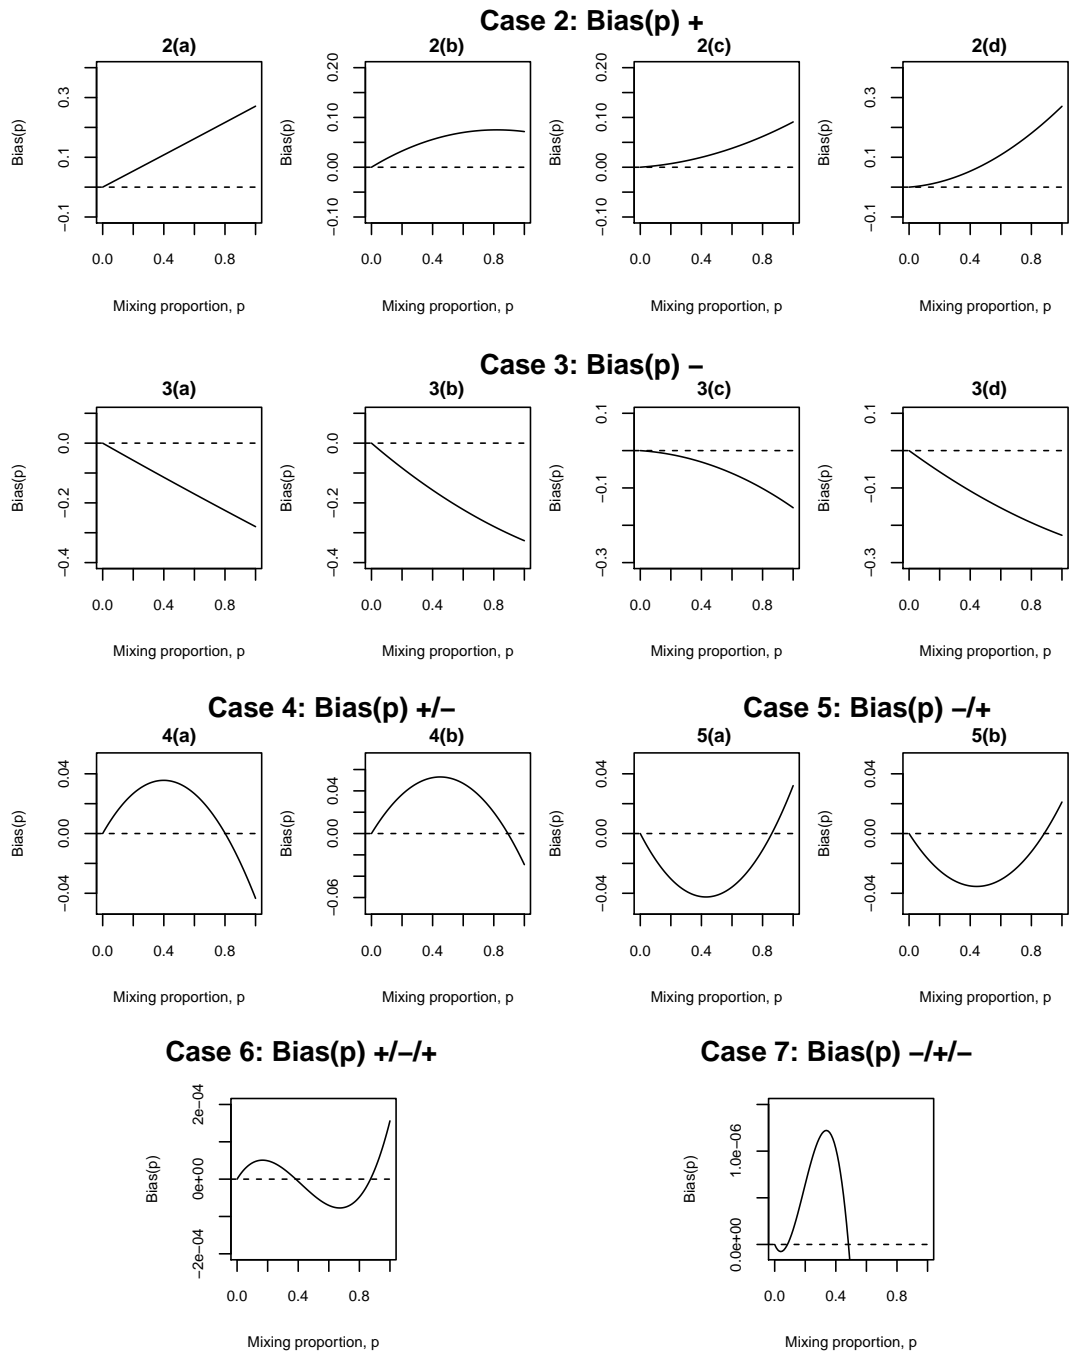 Case 2: Bias(p) +
2(a) 2(b) 2(c) 2(d)
Bias(p) −0.1 0.1 0.3 Bias(p) −0.10 0.00 0.10 0.20 Bias(p) −0.10 0.00 0.10 0.20 Bias(p) −0.1 0.1 0.3
0.0 0.4 0.8 0.0 0.4 0.8 0.0 0.4 0.8 0.0 0.4 0.8
Mixing proportion, p Mixing proportion, p Mixing proportion, p Mixing proportion, p
Case 3: Bias(p) −
3(a) 3(b) 3(c) 3(d)
Bias(p) −0.4 −0.2 0.0 Bias(p) −0.4 −0.2 0.0 Bias(p) −0.3 −0.1 0.1 Bias(p) −0.3 −0.1 0.1
0.0 0.4 0.8 0.0 0.4 0.8 0.0 0.4 0.8 0.0 0.4 0.8
Mixing proportion, p Mixing proportion, p Mixing proportion, p Mixing proportion, p
Case 4: Bias(p) +/− Case 5: Bias(p) −/+
4(a) 4(b) 5(a) 5(b)
Bias(p) −0.04 0.00 0.04 Bias(p) −0.06 0.00 0.04 Bias(p) −0.04 0.00 0.04 Bias(p) −0.04 0.00 0.04
0.0 0.4 0.8 0.0 0.4 0.8 0.0 0.4 0.8 0.0 0.4 0.8
Mixing proportion, p Mixing proportion, p Mixing proportion, p Mixing proportion, p
Case 6: Bias(p) +/−/+ Case 7: Bias(p) −/+/−
Bias(p) −2e−04 0e+00 2e−04 Bias(p) 0.0e+00 1.0e−06
0.0 0.4 0.8 0.0 0.4 0.8
Mixing proportion, p Mixing proportion, p